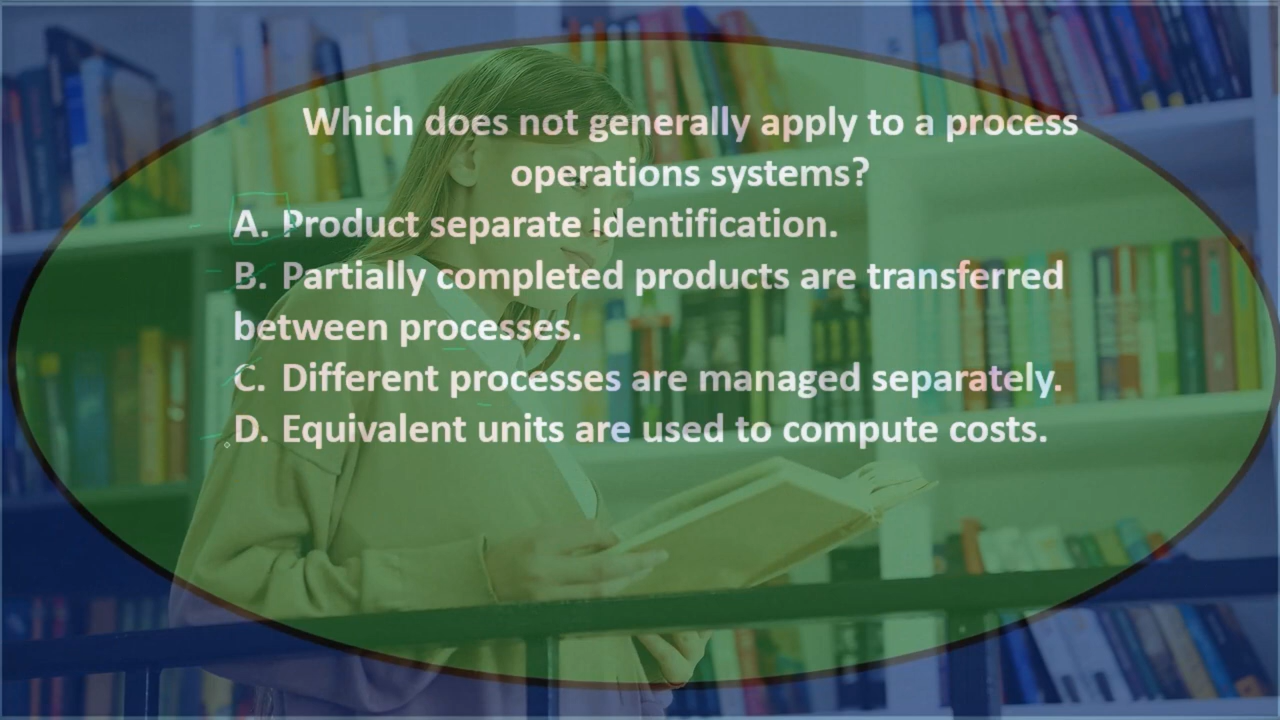 Which does not generally apply to a process
operations systems?
A. Product separate identification.
B. Partially completed products are transferred
between processes.
C. Different processes are managed separately.
D. Equivalent units are used to compute costs.